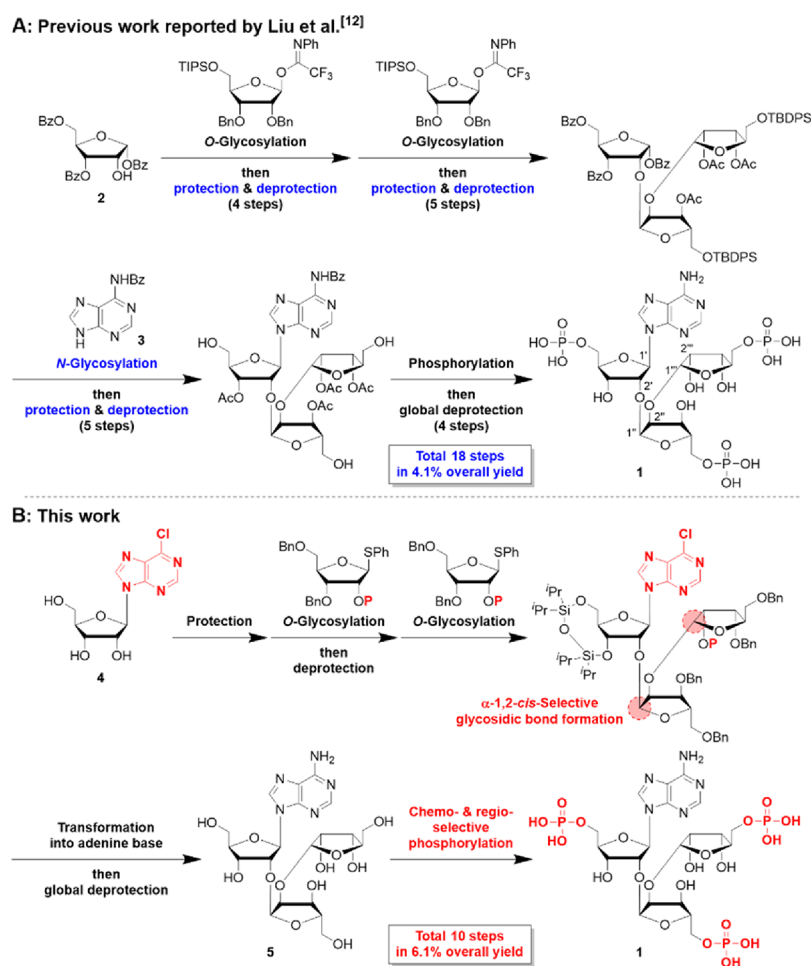 A: Previous work reported by Liu et al.[12]
TIPSO
O
O
NPh
CF3
BnO
OBn
O-Glycosylation
then
protection & deprotection
(4 steps)
TIPSO
O
O
NPh
CF3
BnO
OBn
O-Glycosylation
then
protection & deprotection
(5 steps)
BzO
O
OBz
BzO
OH
2
BzO
O
OBz
BzO
O
O
O
OTBDPS
OAc
OAc
OAc
O
OTBDPS
NHBz
N
N
N
H
N
3
N-Glycosylation
then
protection & deprotection
(5 steps)
NHBz
N
N
N
N
HO
O
HO
O
AcO
O
OAc
OAc
O
OAc
O
OH
Phosphorylation
then
global deprotection
(4 steps)
Total 18 steps
in 4.1% overall yield
NH2
N
N
N
N
O
HO
P
O
HO
O
1'
2'''
O
1'''
O
O
P
OH
OH
HO
2'
O
OH
OH
O
HO
2''
1''
O
O
O
P
OH
OH
1
B: This work
Cl
N
N
N
N
HO
O
HO
OH
4
Protection
BnO
O
SPh
BnO
OP
O-Glycosylation
then
deprotection
BnO
O
SPh
BnO
OP
O-Glycosylation
Cl
N
N
N
N
iPr
iPr
Si
O
O
O
Si
O
iPr
iPr
O
O
OBn
O
OP
OBn
O
OBn
O
OBn
α-1,2-cis-Selective
glycosidic bond formation
Transformation
into adenine base
then
global deprotection
NH2
N
N
N
N
HO
O
HO
O
HO
O
OH
OH
O
HO
O
OH
5
Chemo- & regio-
selective
phosphorylation
Total 10 steps
in 6.1% overall yield
NH2
N
N
N
N
O
HO
P
O
HO
O
O
O
O
P
OH
OH
HO
O
OH
OH
O
HO
O
O
O
P
OH
OH
1